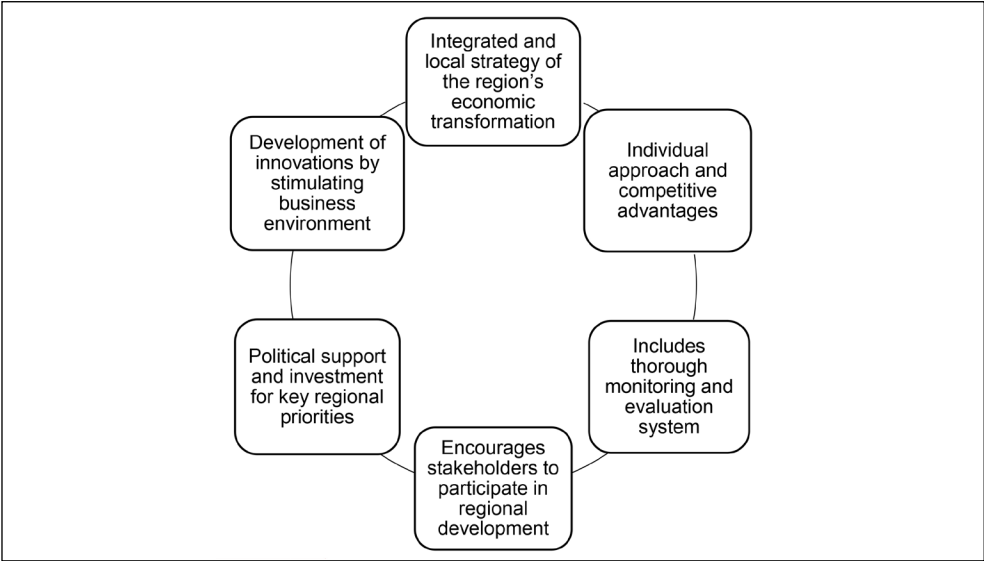 Integrated and
local strategy of
the region's
economic
transformation
Individual
approach and
competitive
advantages
Includes
thorough
monitoring and
evaluation
system
Encourages
stakeholders to
participate in
regional
development
Political support
and investment
for key regional
priorities
Development of
innovations by
stimulating
business
environment